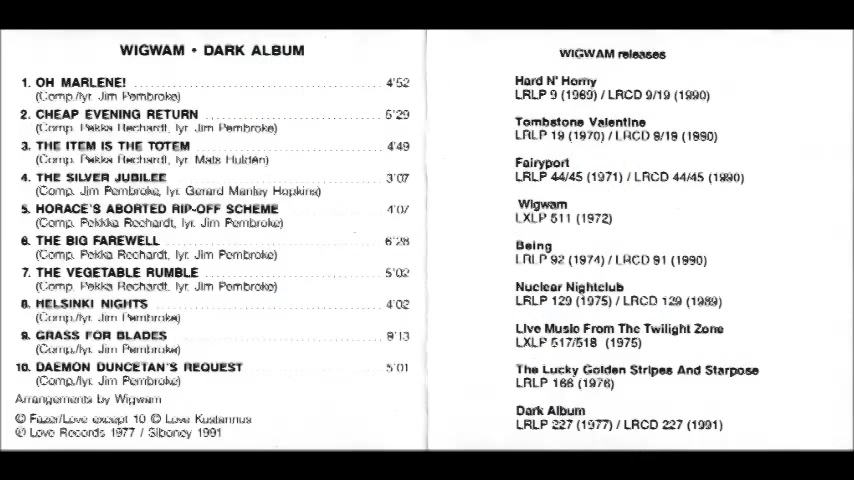 WIGWAM • DARK ALBUM
1. OH MARLENE! 4'52
(Comp./lyr. Jim Pembroke)
2. CHEAP EVENING RETURN 5'29
(Comp. Pekka Rechardt, lyr. Jim Pembroke)
3. THE ITEM IS THE TOTEM 4'49
(Comp. Pekka Rechardt, lyr. Mats Huldén)
4. THE SILVER JUBILEE 3'07
(Comp. Jim Pembroke, lyr. Gerard Manley Hopkins)
5. HORACE'S ABORTED RIP-OFF SCHEME 4'07
(Comp. Pekkka Rechardt, lyr. Jim Pembroke)
6. THE BIG FAREWELL 6'28
(Comp. Pekka Rechardt, lyr. Jim Pembroke)
7. THE VEGETABLE RUMBLE 5'02
(Comp. Pekka Rechardt, lyr. Jim Pembroke)
8. HELSINKI NIGHTS 4'02
(Comp./lyr. Jim Pembroke)
9. GRASS FOR BLADES
(Comp./lyr. Jim Pembroke)
10. DAEMON DUNCETAN'S REQUEST 5'01
(Comp./lyr. Jim Pembroke)
Arrangements by Wigwam
© Fazer/Love except 10 © Love Kustannus
℗ Love Records 1977 / Siboney 1991
WIGWAM releases
Hard N' Horny
LRLP 9 (1969) / LRCD 9/19 (1990)
Tombstone Valentine
LRLP 19 (1970) / LRCD 9/19 (1990)
Fairyport
LRLP 44/45 (1971) / LRCD 44/45 (1990)
Wigwam
LXLP 511 (1972)
Being
LRLP 92 (1974) / LRCD 91 (1990)
Nuclear Nightclub
LRLP 129 (1975) / LRCD 129 (1989)
Live Music From The Twilight Zone
LXLP 517/518 (1975)
The Lucky Golden Stripes And Starpose
LRLP 166 (1976)
Dark Album
LRLP 227 (1977) / LRCD 227 (1991)